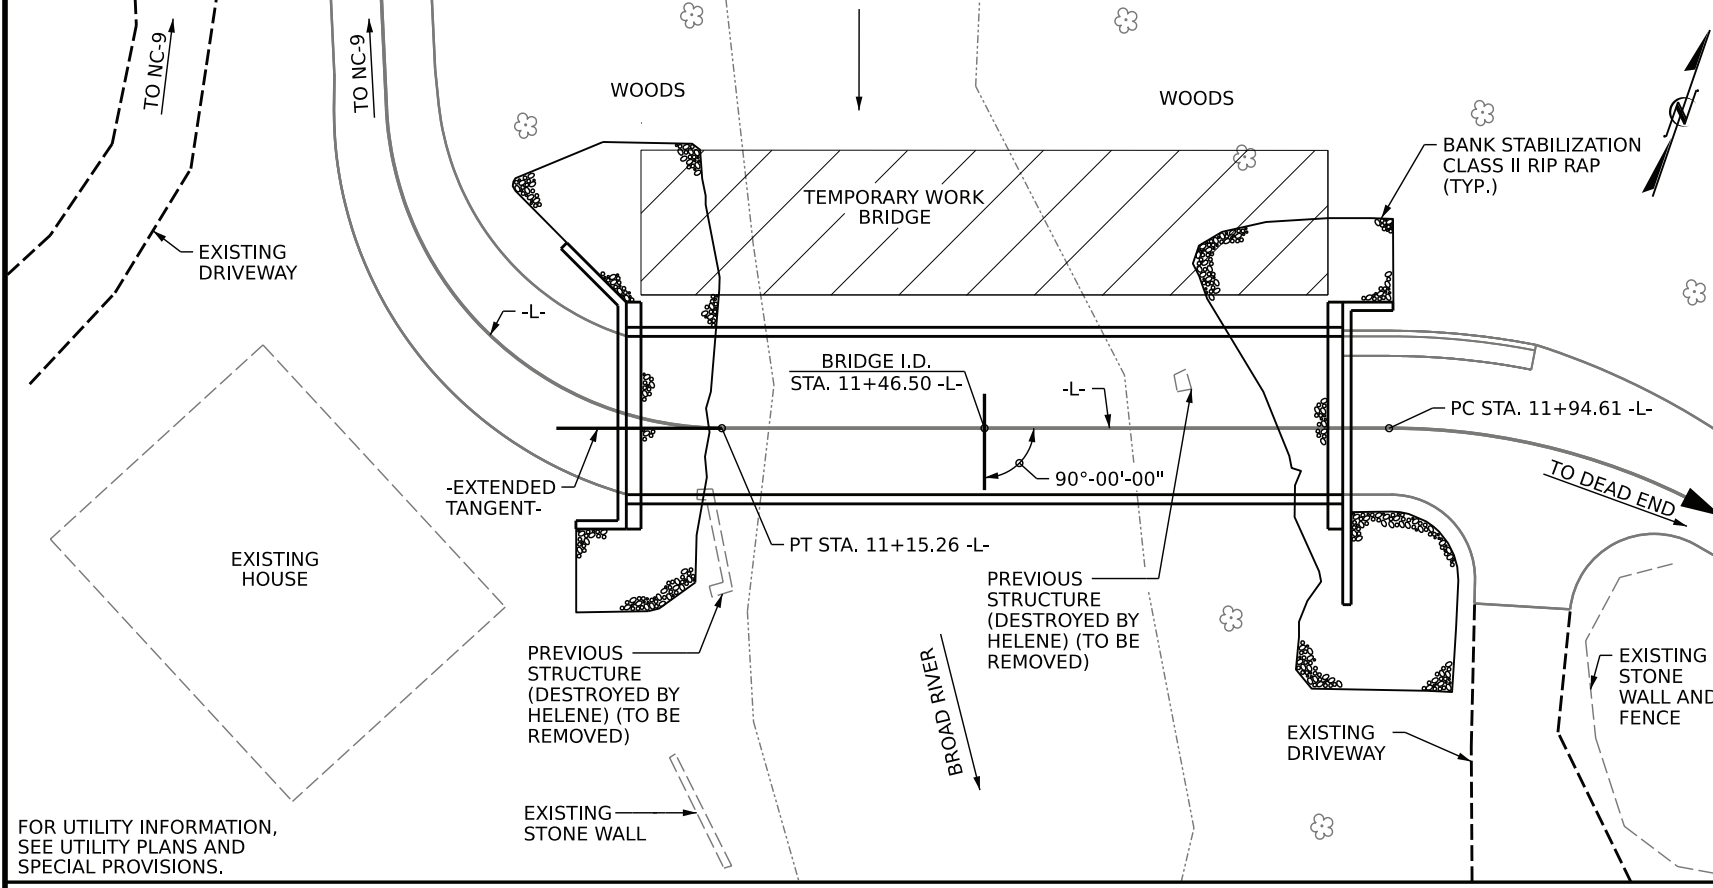 TO NC-9
TO NC-9
WOODS
WOODS
N
BANK STABILIZATION
CLASS II RIP RAP
(TYP.)
TEMPORARY WORK
BRIDGE
EXISTING
DRIVEWAY
-L-
BRIDGE I.D.
STA. 11+46.50 -L-
-L-
PC STA. 11+94.61 -L-
90°-00'-00"
TO DEAD END
-EXTENDED
TANGENT-
PT STA. 11+15.26 -L-
EXISTING
HOUSE
PREVIOUS
STRUCTURE
(DESTROYED BY
HELENE) (TO BE
REMOVED)
PREVIOUS
STRUCTURE
(DESTROYED BY
HELENE) (TO BE
REMOVED)
BROAD RIVER
EXISTING
STONE
WALL AND
FENCE
EXISTING
DRIVEWAY
EXISTING
STONE WALL
FOR UTILITY INFORMATION,
SEE UTILITY PLANS AND
SPECIAL PROVISIONS.